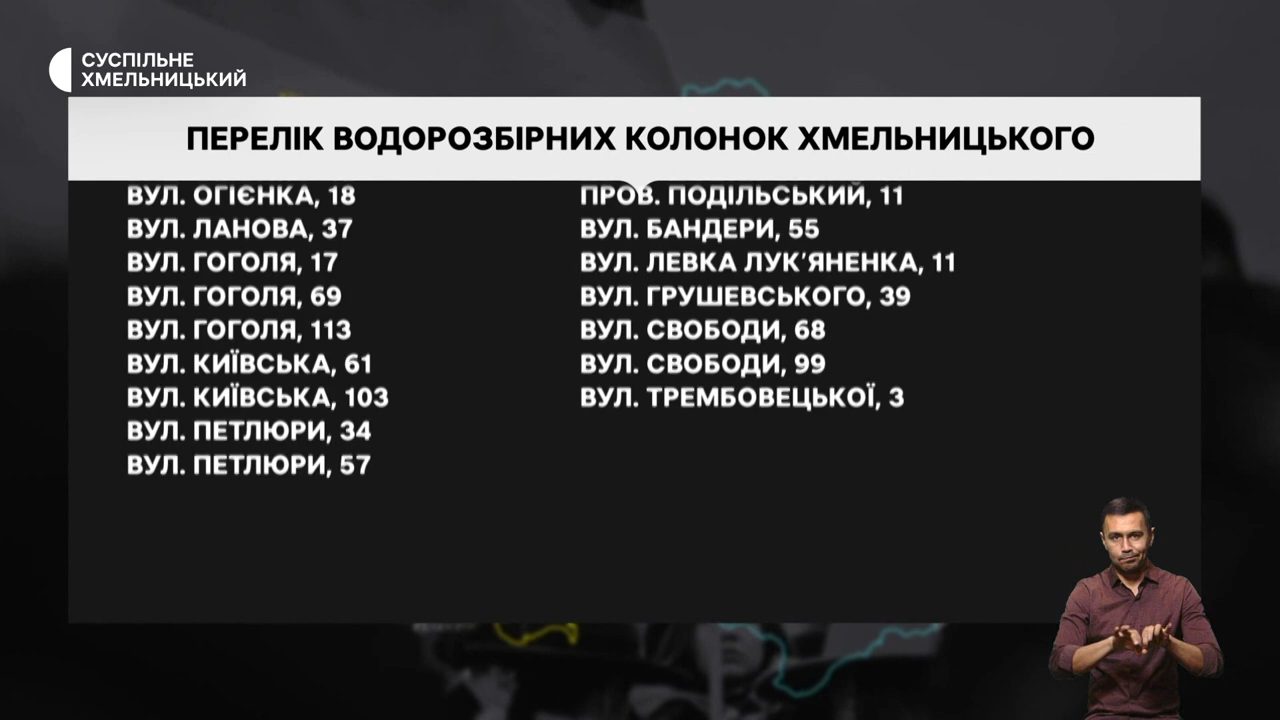 СУСПІЛЬНЕ
ХМЕЛЬНИЦЬКИЙ
ПЕРЕЛІК ВОДОРОЗБІРНИХ КОЛОНОК ХМЕЛЬНИЦЬКОГО
ВУЛ. ОГІЄНКА, 18
ВУЛ. ЛАНОВА, 37
ВУЛ. ГОГОЛЯ, 17
ВУЛ. ГОГОЛЯ, 69
ВУЛ. ГОГОЛЯ, 113
ВУЛ. КИЇВСЬКА, 61
ВУЛ. КИЇВСЬКА, 103
ВУЛ. ПЕТЛЮРИ, 34
ВУЛ. ПЕТЛЮРИ, 57
ПРОВ. ПОДІЛЬСЬКИЙ, 11
ВУЛ. БАНДЕРИ, 55
ВУЛ. ЛЕВКА ЛУК’ЯНЕНКА, 11
ВУЛ. ГРУШЕВСЬКОГО, 39
ВУЛ. СВОБОДИ, 68
ВУЛ. СВОБОДИ, 99
ВУЛ. ТРЕМБОВЕЦЬКОЇ, 3